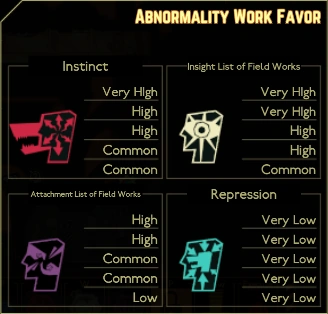 Abnormality Work Favor
Instinct
Very HIgh
High
High
Common
Common
Insight List of Field Works
Very HIgh
Very HIgh
High
High
Common
Attachment List of Field Works
High
High
Common
Common
Low
Repression
Very Low
Very Low
Very Low
Very Low
Very Low